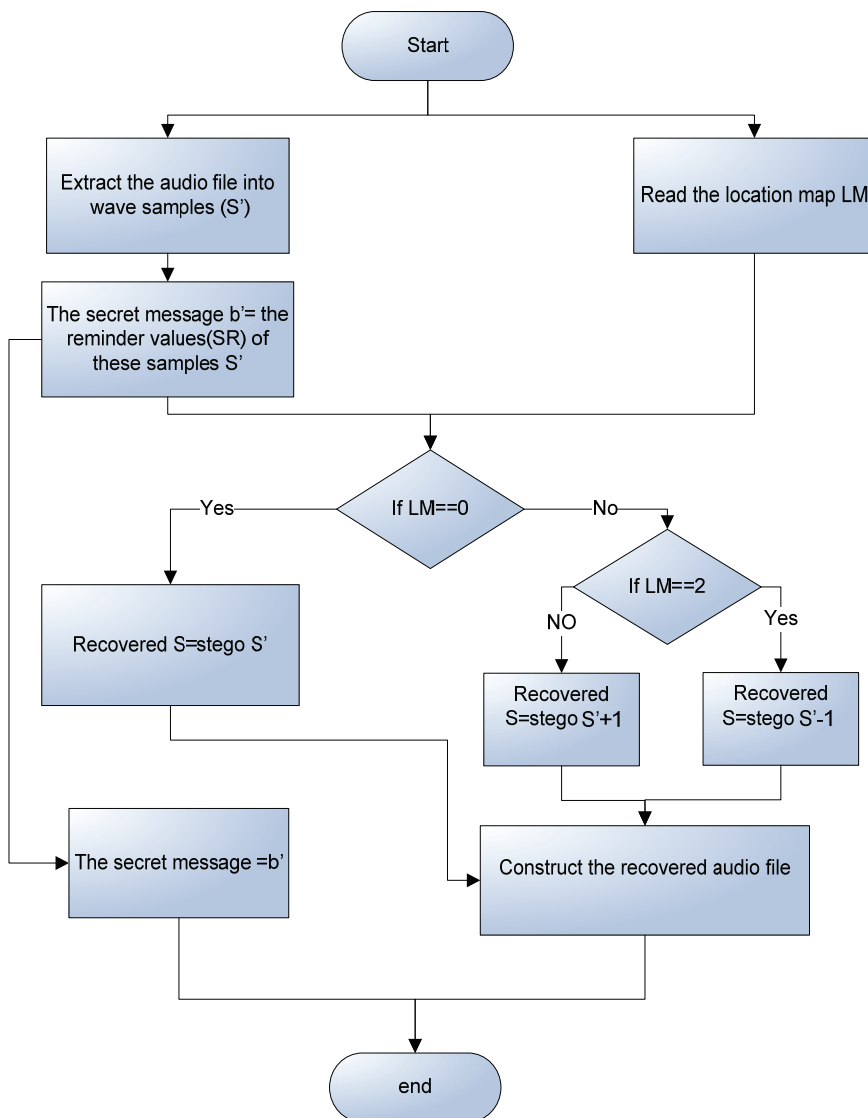 Start
Extract the audio file into
wave samples (S’)
Read the location map LM
The secret message b’= the
reminder values(SR) of
these samples S’
If LM==0
Yes
No
If LM==2
NO
Yes
Recovered S=stego S’
Recovered
S=stego S’+1
Recovered
S=stego S’-1
The secret message =b’
Construct the recovered audio file
end